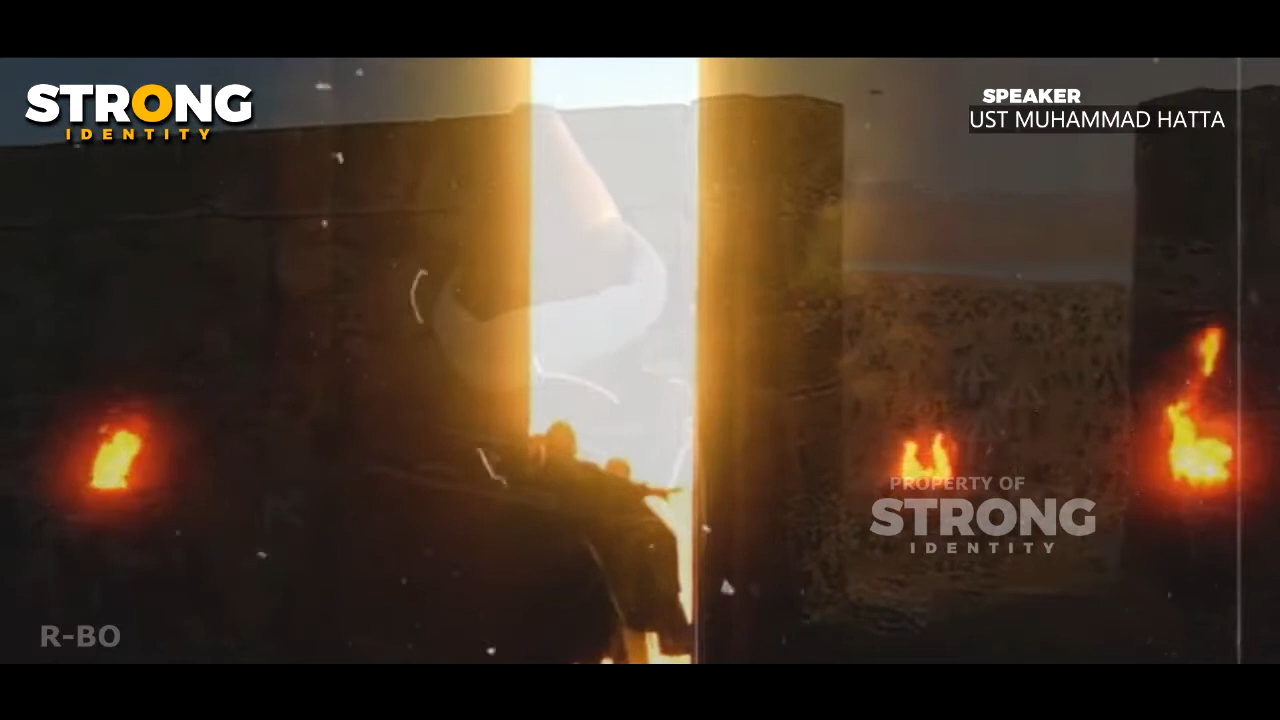 STRONG
IDENTITY
SPEAKER
UST MUHAMMAD HATTA
PROPERTY OF
STRONG
IDENTITY
R-BO